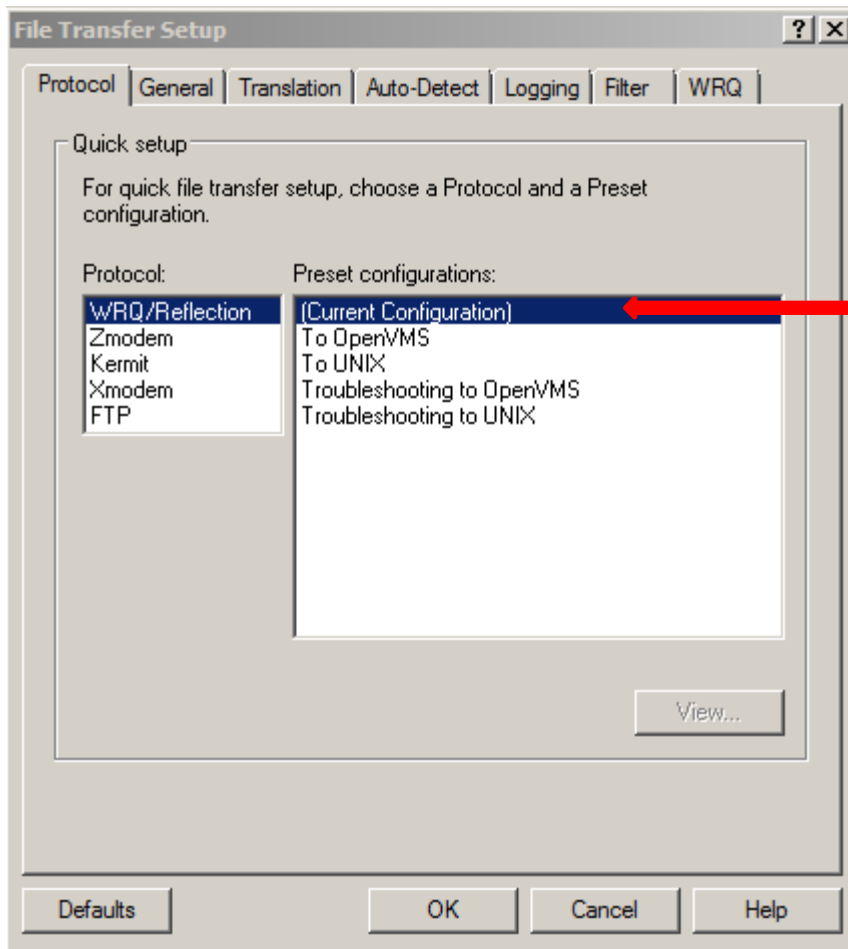 File Transfer Setup
Protocol General Translation Auto-Detect Logging Filter WRQ
Quick setup
For quick file transfer setup, choose a Protocol and a Preset
configuration.
Protocol: Preset configurations:
WRQ/Reflection (Current Configuration)
Zmodem To OpenVMS
Kermit To UNIX
Xmodem Troubleshooting to OpenVMS
FTP Troubleshooting to UNIX
View...
Defaults OK Cancel Help